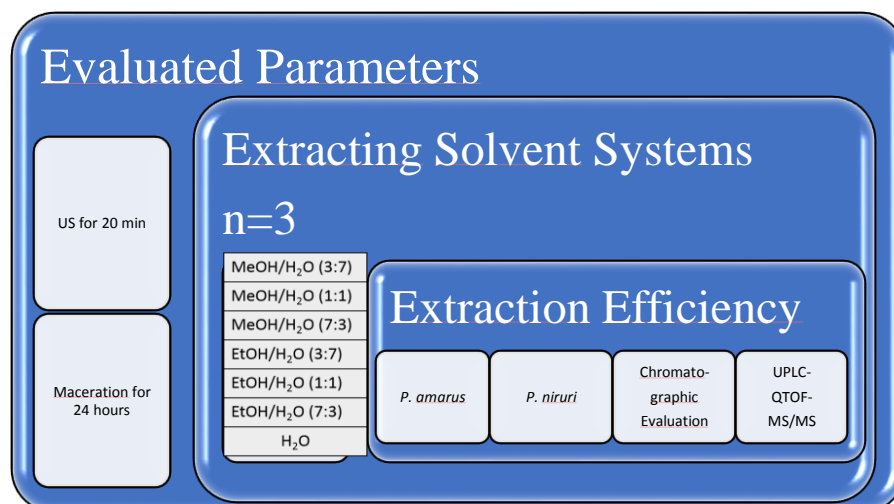 Evaluated Parameters
Extracting Solvent Systems
n=3
US for 20 min
Maceration for
24 hours
MeOH/H₂O (3:7)
MeOH/H₂O (1:1)
MeOH/H₂O (7:3)
EtOH/H₂O (3:7)
EtOH/H₂O (1:1)
EtOH/H₂O (7:3)
H₂O
Extraction Efficiency
P. amarus
P. niruri
Chromato-
graphic
Evaluation
UPLC-
QTOF-
MS/MS